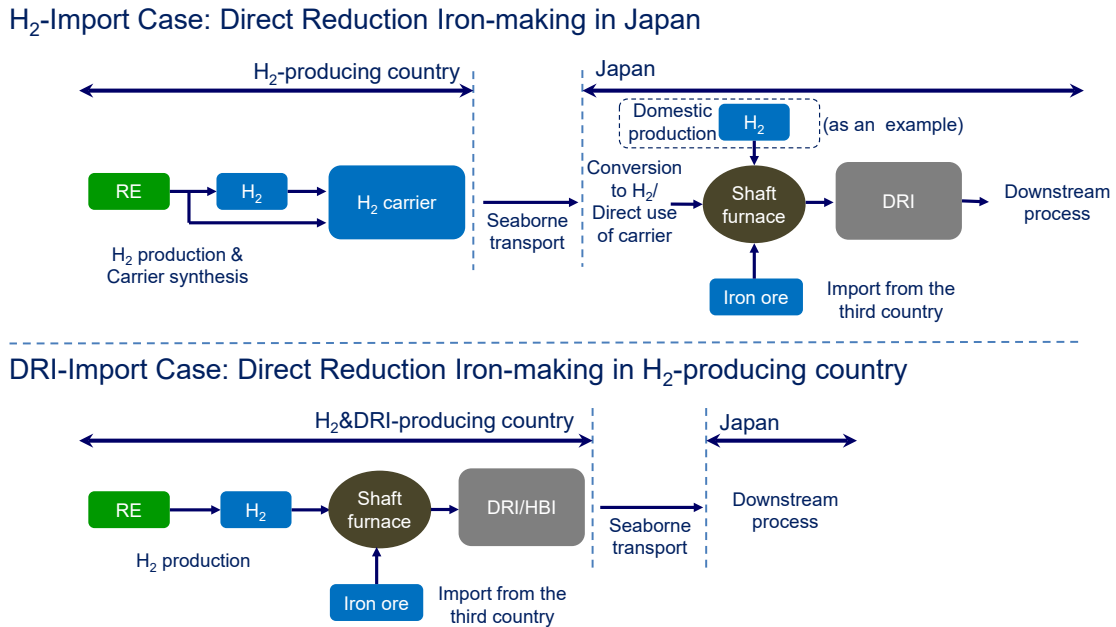 H₂-Import Case: Direct Reduction Iron-making in Japan
H₂-producing country
Japan
Domestic
production
H₂
(as an example)
RE
H₂
H₂ carrier
Seaborne
transport
Conversion
to H₂/
Direct use
of carrier
Shaft
furnace
DRI
Downstream
process
H₂ production &
Carrier synthesis
Iron ore
Import from the
third country
DRI-Import Case: Direct Reduction Iron-making in H₂-producing country
H₂&DRI-producing country
Japan
RE
H₂
Shaft
furnace
DRI/HBI
Seaborne
transport
Downstream
process
H₂ production
Iron ore
Import from the
third country